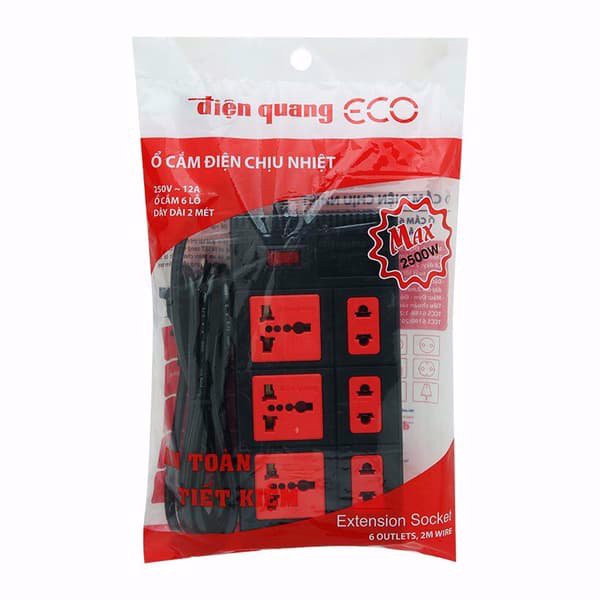 điện quang ECO
Ổ CẮM ĐIỆN CHỊU NHIỆT
250V ~ 12A
Ổ CẮM 6 LỖ
DÂY DÀI 2 MÉT
MAX
2500W
AN TOÀN
TIẾT KIỆM
Extension Socket
6 OUTLETS, 2M WIRE